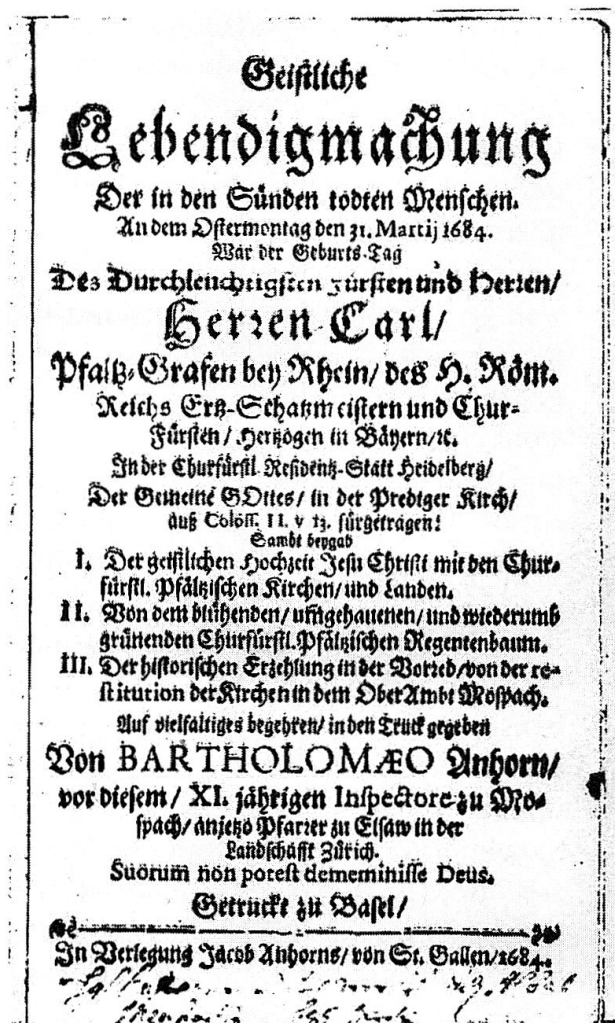 Geistliche
Lebendigmachung
Der in den Sünden todten Menschen.
An dem Ostermontag den 31. Martij 1684.
War der Geburts-Tag
Des Durchleuchtigsten Fürsten und Herren/
Herren Carl/
Pfaltz-Grafen bey Rhein/ des H. Röm.
Reichs Ertz-Schatzmeistern und Chur-
Fürsten/ Hertzogen in Bäyern/ ꝛc.
In der Churfürstl. Residentz-Statt Heidelberg/
Der Gemeine GOttes/ in der Prediger Kirch/
auß Coloss. II. v 13. fürgetragen:
Sambt beygab
I. Der geistlichen Hochzeit Jesu Christi mit den Chur-
fürstl. Pfältzischen Kirchen/ und Landen.
II. Von dem blühenden/ umgehauenen/ und wiederumb
grünenden Churfürstl. Pfältzischen Regentenbaum.
III. Der historischen Erzehlung in der Vorred/ von der re-
stitution der Kirchen in dem Ober Ambt Moßpach.
Auf vielfältiges begehren/ in den Truck gegeben
Von BARTHOLOMÆO Anhorn/
vor diesem/ XI. jährigen Inspectore zu Mo-
spach/ anjetzo Pfarrer zu Elsaw in der
Landschafft Zürich.
Suorum non potest dememinisse Deus.
Getruckt zu Basel/
In Verlegung Jacob Anhorns/ von St. Gallen/ 1684.